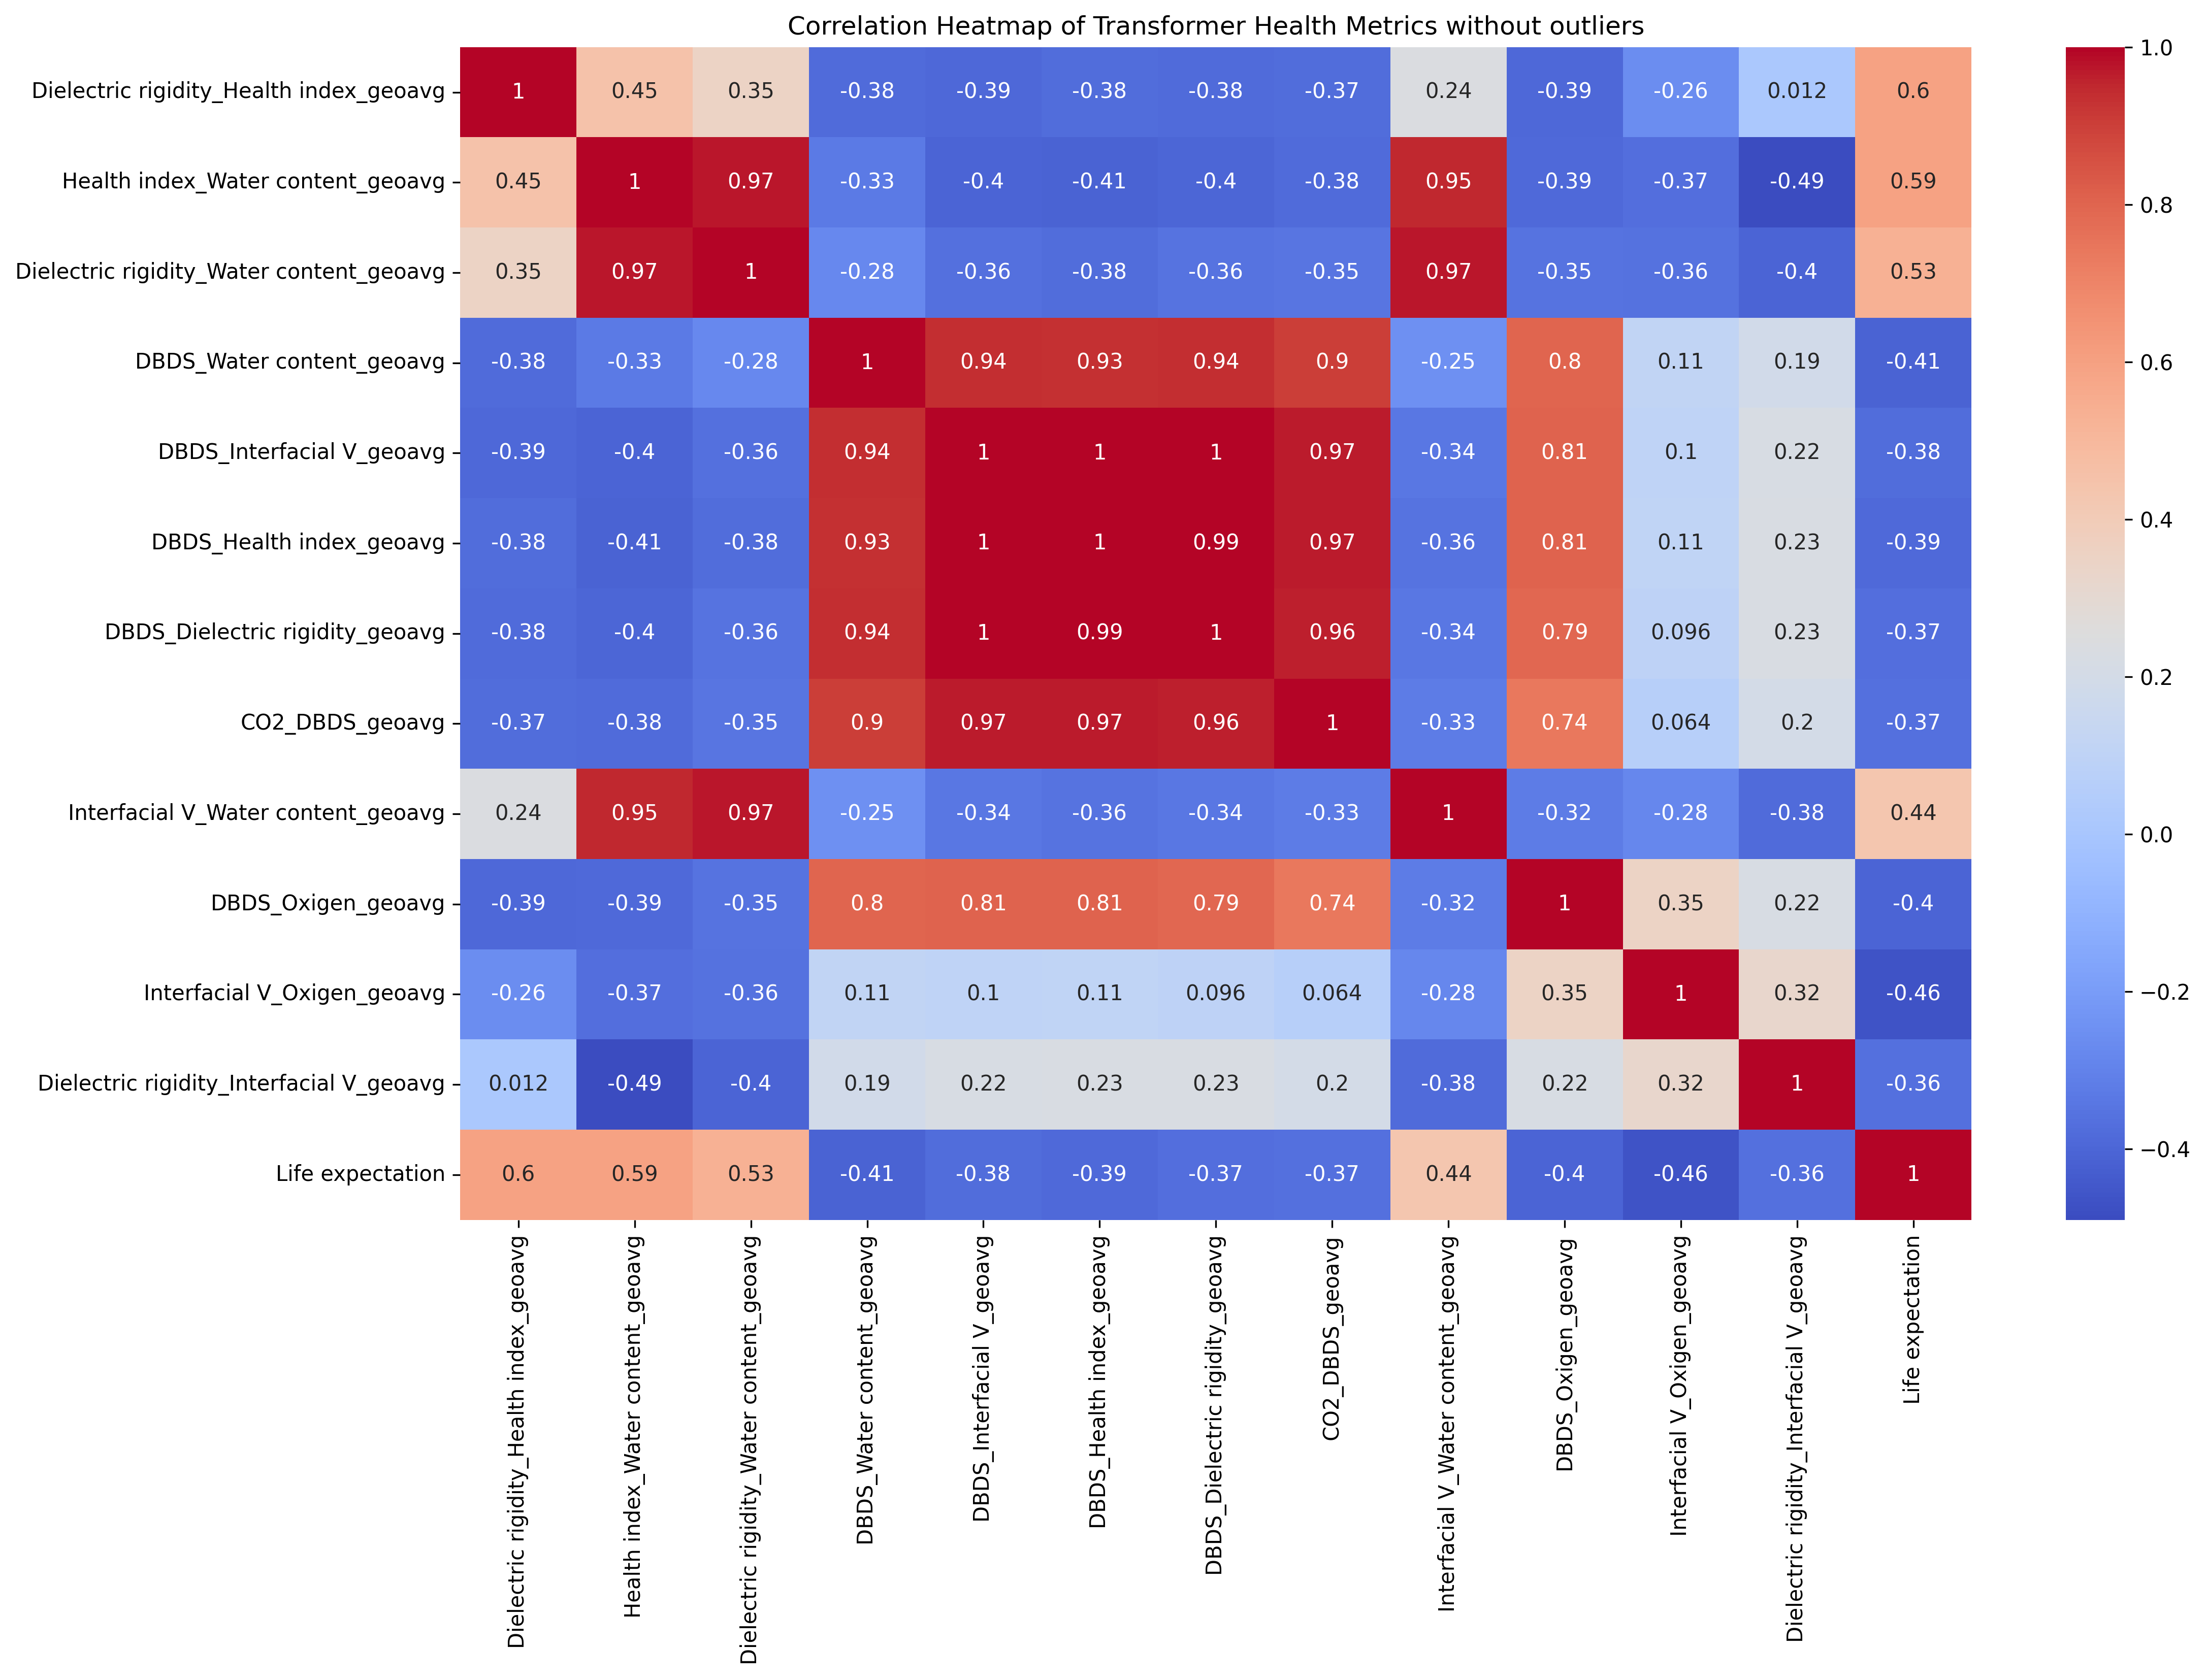 Correlation Heatmap of Transformer Health Metrics without outliers
Dielectric rigidity_Health index_geoavg 1 0.45 0.35 -0.38 -0.39 -0.38 -0.38 -0.37 0.24 -0.39 -0.26 0.012 0.6
Health index_Water content_geoavg 0.45 1 0.97 -0.33 -0.4 -0.41 -0.4 -0.38 0.95 -0.39 -0.37 -0.49 0.59
Dielectric rigidity_Water content_geoavg 0.35 0.97 1 -0.28 -0.36 -0.38 -0.36 -0.35 0.97 -0.35 -0.36 -0.4 0.53
DBDS_Water content_geoavg -0.38 -0.33 -0.28 1 0.94 0.93 0.94 0.9 -0.25 0.8 0.11 0.19 -0.41
DBDS_Interfacial V_geoavg -0.39 -0.4 -0.36 0.94 1 1 1 0.97 -0.34 0.81 0.1 0.22 -0.38
DBDS_Health index_geoavg -0.38 -0.41 -0.38 0.93 1 1 0.99 0.97 -0.36 0.81 0.11 0.23 -0.39
DBDS_Dielectric rigidity_geoavg -0.38 -0.4 -0.36 0.94 1 0.99 1 0.96 -0.34 0.79 0.096 0.23 -0.37
CO2_DBDS_geoavg -0.37 -0.38 -0.35 0.9 0.97 0.97 0.96 1 -0.33 0.74 0.064 0.2 -0.37
Interfacial V_Water content_geoavg 0.24 0.95 0.97 -0.25 -0.34 -0.36 -0.34 -0.33 1 -0.32 -0.28 -0.38 0.44
DBDS_Oxigen_geoavg -0.39 -0.39 -0.35 0.8 0.81 0.81 0.79 0.74 -0.32 1 0.35 0.22 -0.4
Interfacial V_Oxigen_geoavg -0.26 -0.37 -0.36 0.11 0.1 0.11 0.096 0.064 -0.28 0.35 1 0.32 -0.46
Dielectric rigidity_Interfacial V_geoavg 0.012 -0.49 -0.4 0.19 0.22 0.23 0.23 0.2 -0.38 0.22 0.32 1 -0.36
Life expectation 0.6 0.59 0.53 -0.41 -0.38 -0.39 -0.37 -0.37 0.44 -0.4 -0.46 -0.36 1
Dielectric rigidity_Health index_geoavg
Health index_Water content_geoavg
Dielectric rigidity_Water content_geoavg
DBDS_Water content_geoavg
DBDS_Interfacial V_geoavg
DBDS_Health index_geoavg
DBDS_Dielectric rigidity_geoavg
CO2_DBDS_geoavg
Interfacial V_Water content_geoavg
DBDS_Oxigen_geoavg
Interfacial V_Oxigen_geoavg
Dielectric rigidity_Interfacial V_geoavg
Life expectation
1.0
0.8
0.6
0.4
0.2
0.0
−0.2
−0.4